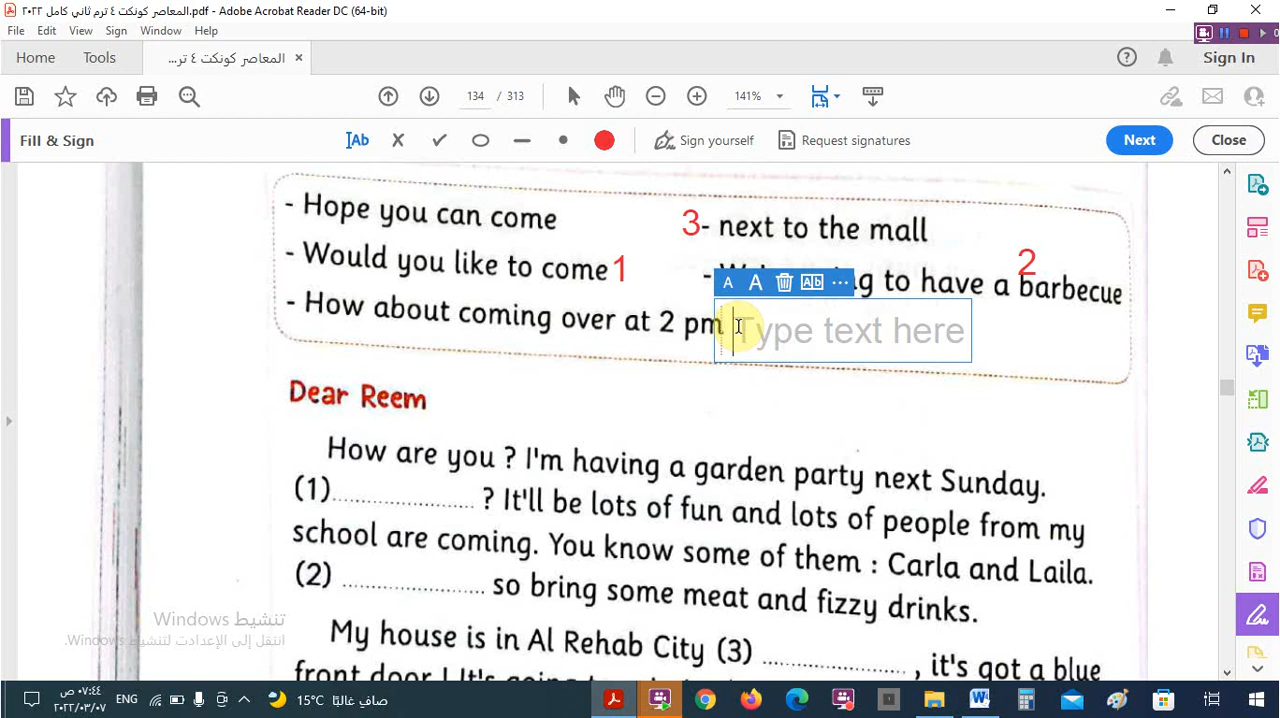 المعاصر كونكت ٤ ترم ثاني كامل ٢٠٢٢.pdf - Adobe Acrobat Reader DC (64-bit)
File Edit View Sign Window Help
Home Tools المعاصر كونكت ٤ تر... × Sign In
134 / 313 141%
Fill & Sign Ab Sign yourself Request signatures Next Close
- Hope you can come 3 - next to the mall
- Would you like to come 1 - g to have a barbecue 2
A A Ab ...
- How about coming over at 2 pm Type text here
Dear Reem
How are you ? I'm having a garden party next Sunday.
(1).................... ? It'll be lots of fun and lots of people from my
school are coming. You know some of them : Carla and Laila.
(2) .................... so bring some meat and fizzy drinks.
My house is in Al Rehab City (3) ...................., it's got a blue
front door
تنشيط Windows
انتقل إلى الإعدادات لتنشيط Windows.
ENG 15°C صافي غالبًا
٠٧:٤٤ ص
٢٠٢٢/٠٣/٠٧